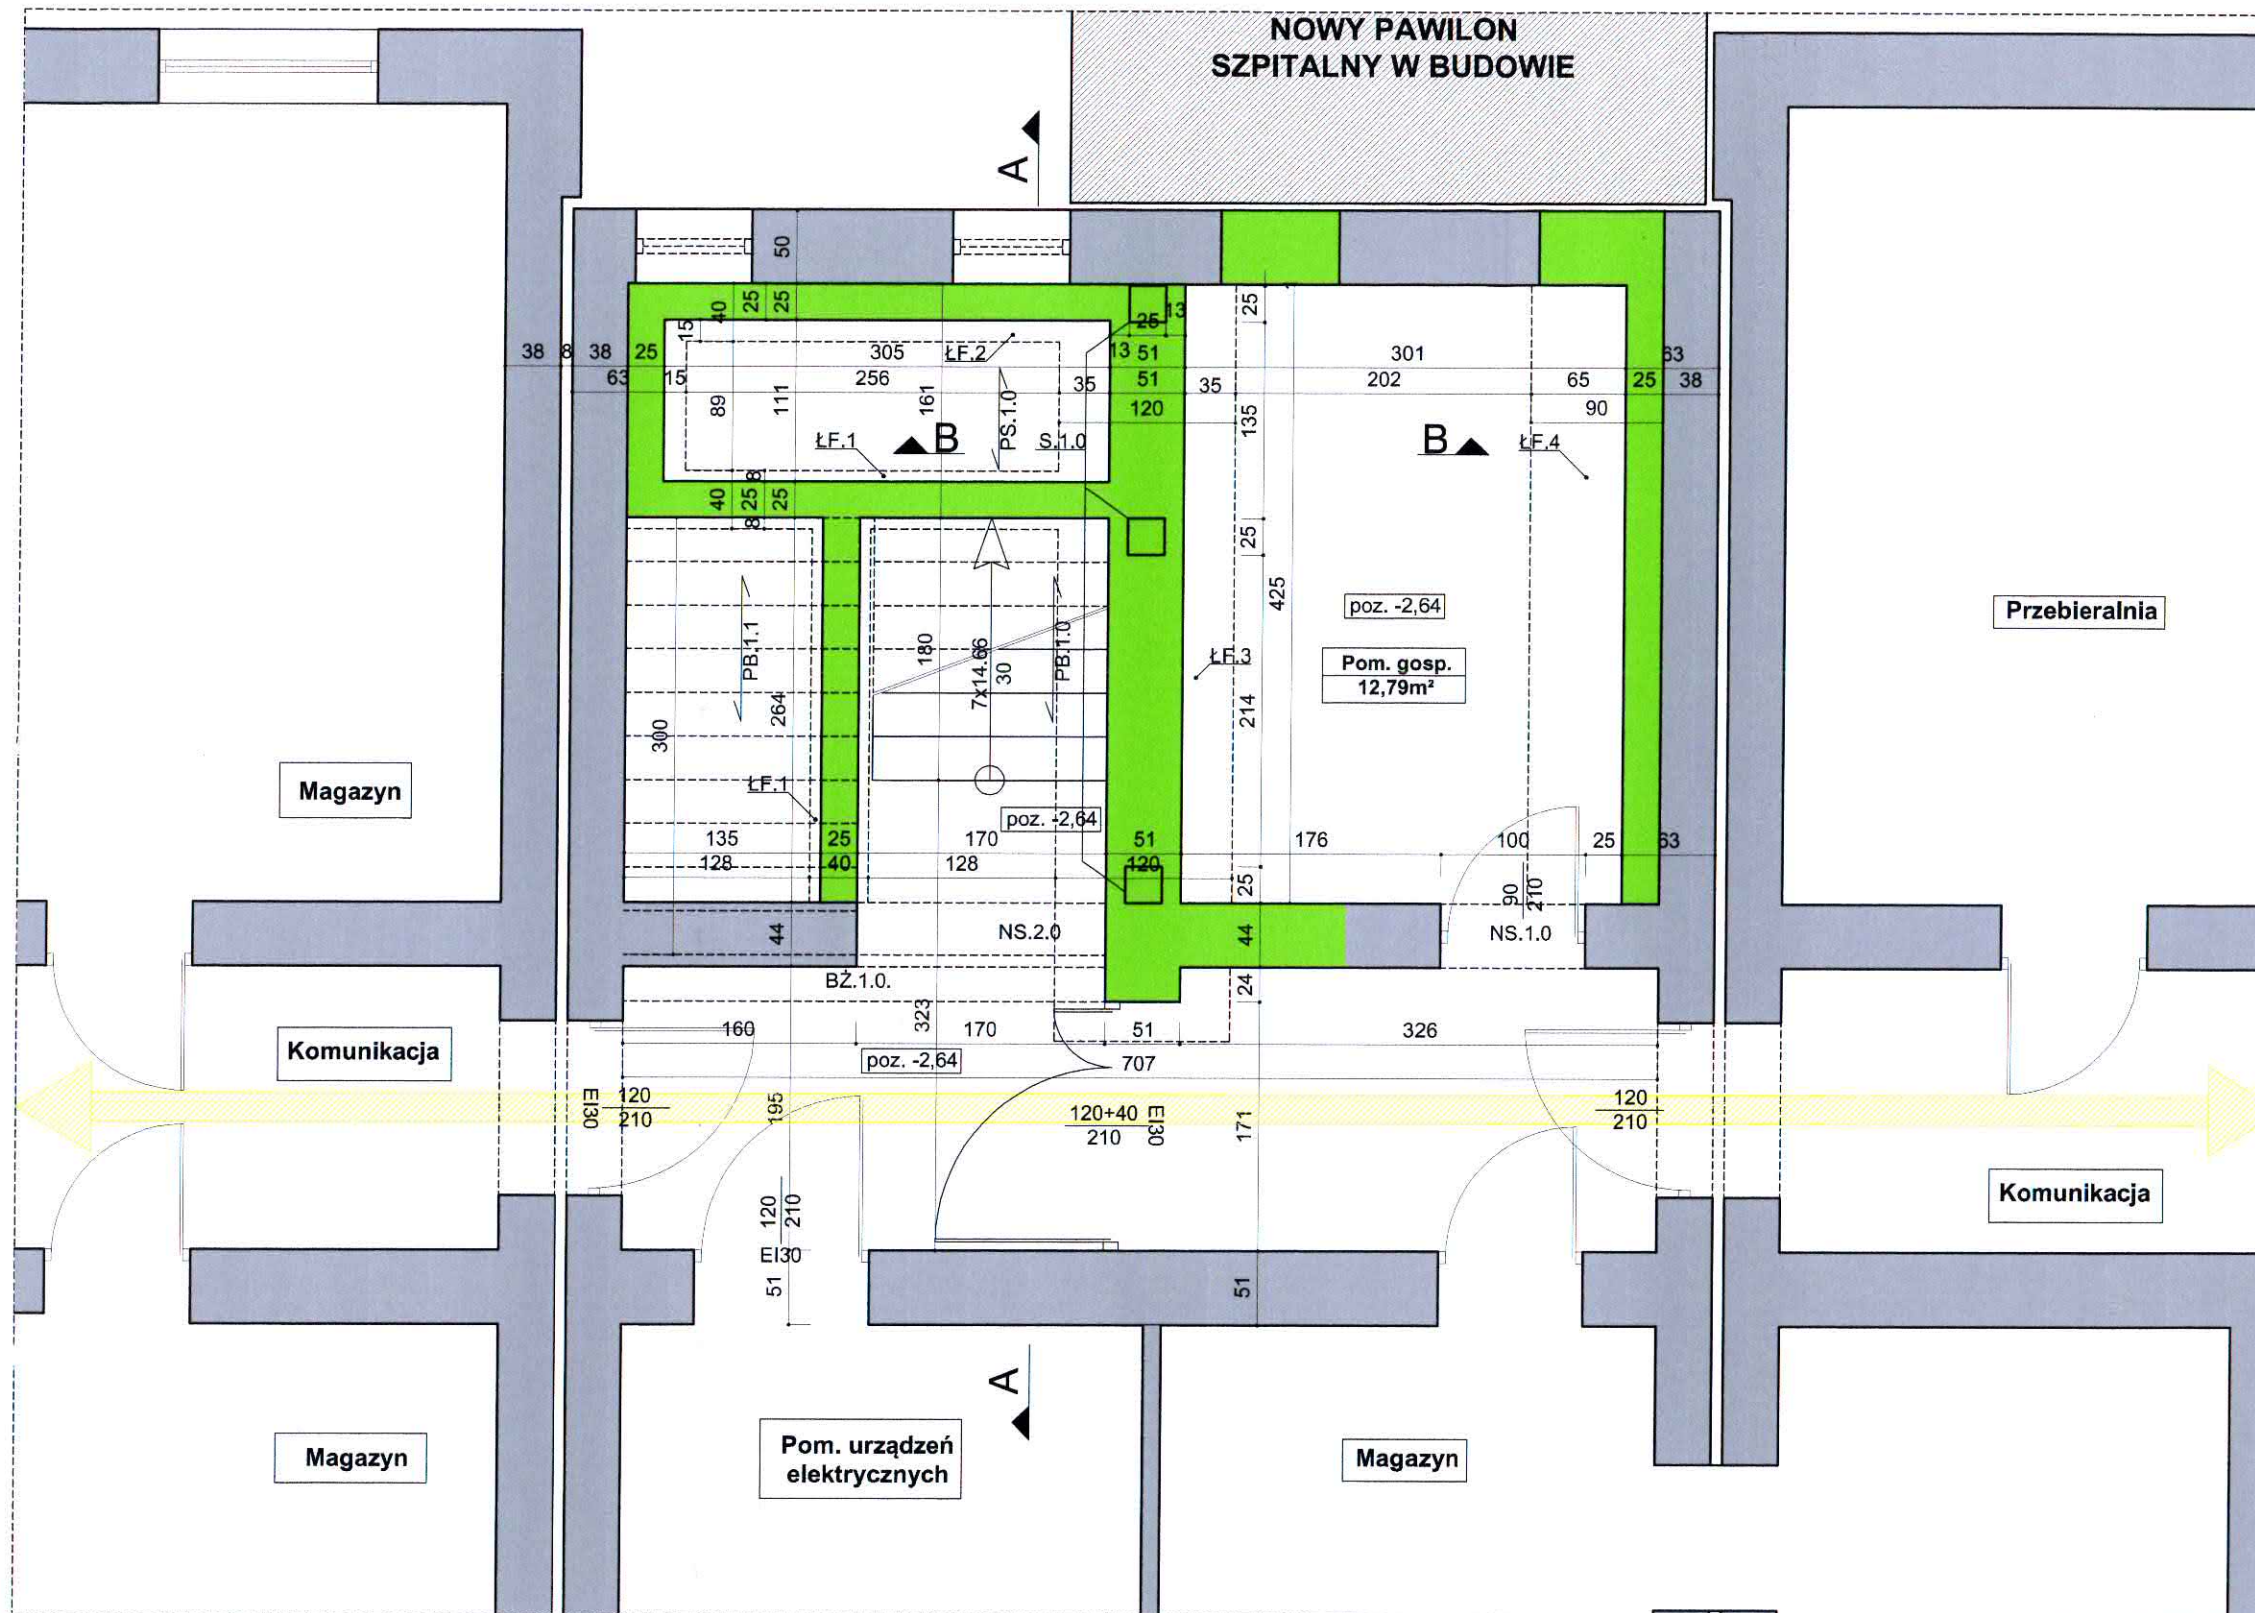 NOWY PAWILON
SZPITALNY W BUDOWIE
A
50
40
25
25
15
25
13
25
38
8
38
25
305
ŁF.2
13
51
301
63
63
15
256
35
51
35
202
65
25
38
89
111
161
PS.1.0
120
135
90
ŁF.1
B
S.1.0
B
ŁF.4
40
25
8
25
8
25
425
poz. -2,64
Przebieralnia
PB.1.1
180
7x14.66
30
PB.1.0
ŁF.3
Pom. gosp.
12,79m²
300
264
214
Magazyn
ŁF.1
poz. -2,64
135
25
170
51
176
100
25
63
128
40
128
120
25
90
210
44
NS.2.0
44
NS.1.0
BŻ.1.0.
24
160
323
170
51
326
Komunikacja
poz. -2,64
707
EI30
120
210
195
120+40
210
EI30
171
120
210
120
210
EI30
Komunikacja
51
51
A
Magazyn
Pom. urządzeń
elektrycznych
Magazyn